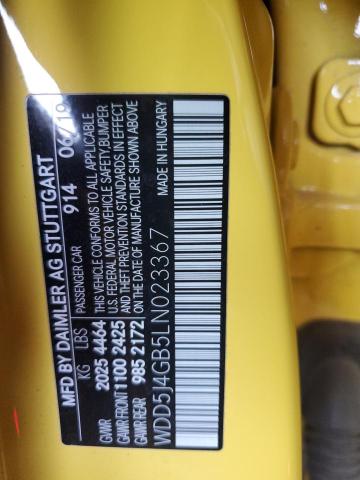 MFD BY DAIMLER AG STUTTGART
PASSENGER CAR 914 06/19
KG LBS
GAWR 2025 4464
GAWR FRONT 1100 2425
GAWR REAR 985 2172
THIS VEHICLE CONFORMS TO ALL APPLICABLE
U.S. FEDERAL MOTOR VEHICLE SAFETY/BUMPER
AND THEFT PREVENTION STANDARDS IN EFFECT
ON THE DATE OF MANUFACTURE SHOWN ABOVE
MADE IN HUNGARY
WDD5J4GB5LN023367